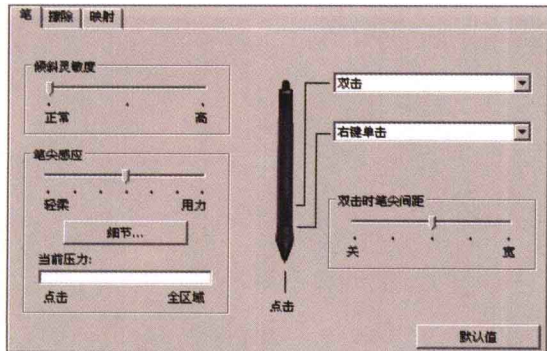 笔 擦除 映射
倾斜灵敏度
正常 高
笔尖感应
轻柔 用力
细节...
当前压力:
点击 全区域
双击
右键单击
双击时笔尖间距
关 宽
点击
默认值